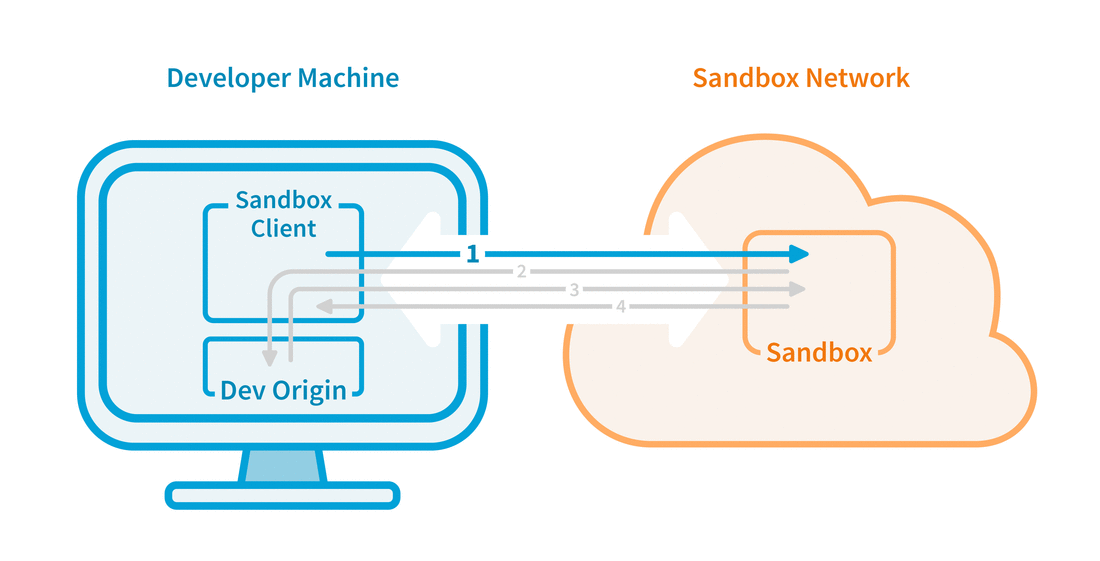 Developer Machine
Sandbox Network
Sandbox
Client
1
2
3
4
Sandbox
Dev Origin